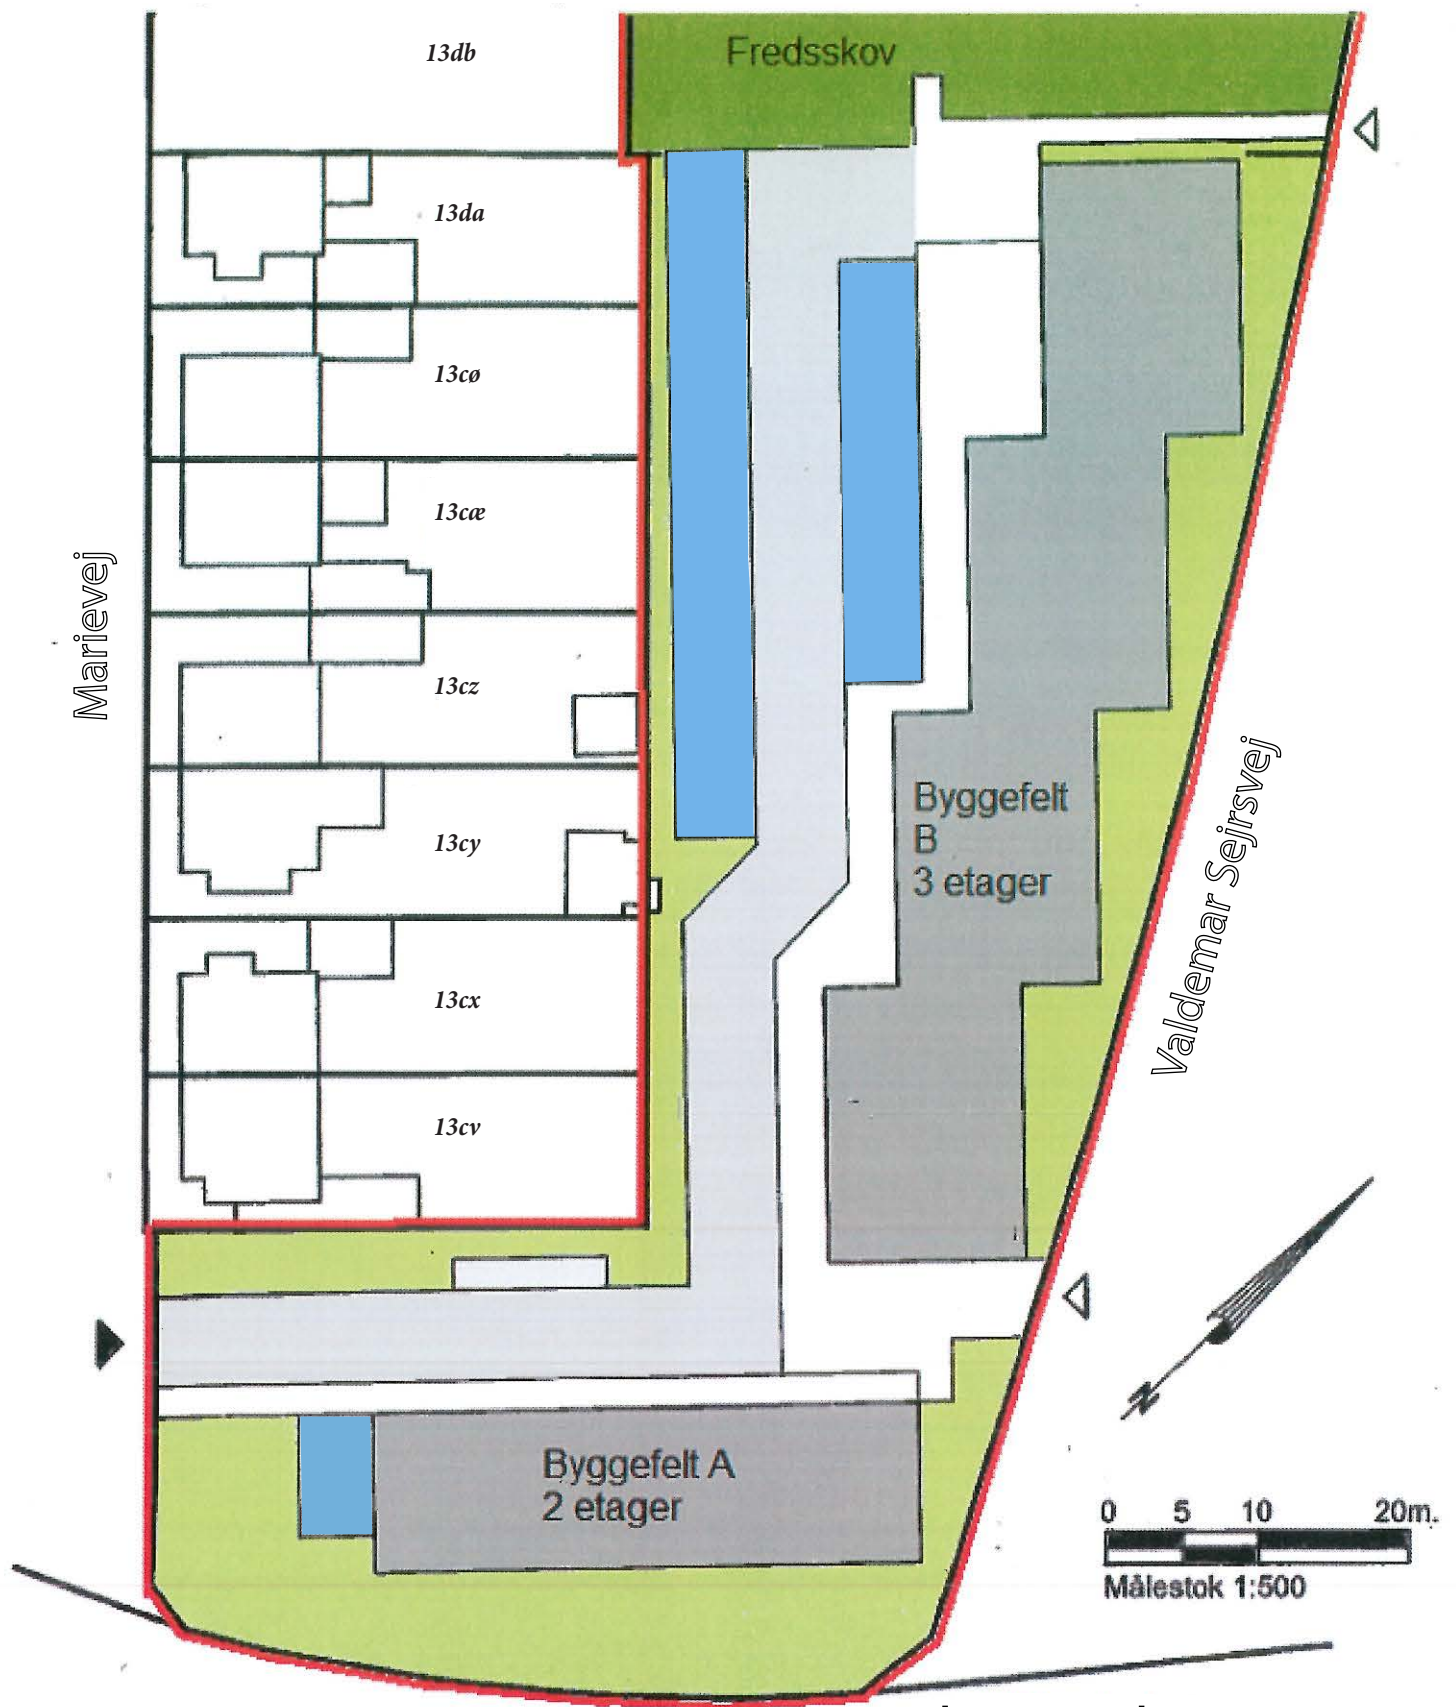 13db
Fredsskov
13da
13cø
13cæ
Marievej
13cz
13cy
Byggefelt
B
3 etager
Valdemar Sejrsvej
13cx
13cv
N
Byggefelt A
2 etager
0 5 10 20m.
Målestok 1:500